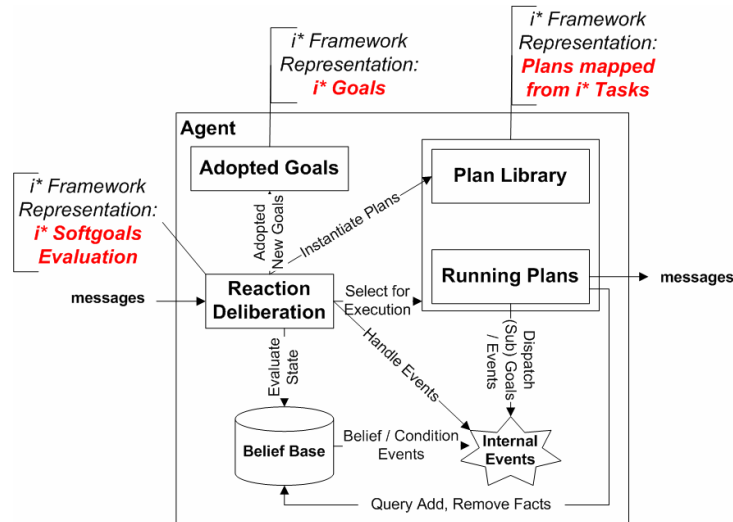 i* Framework
Representation:
i* Goals
i* Framework
Representation:
Plans mapped
from i* Tasks
Agent
Adopted Goals
Plan Library
i* Framework
Representation:
i* Softgoals
Evaluation
Adopted
New Goals
Instantiate Plans
Running Plans
messages
messages
Reaction
Deliberation
Select for
Execution
Handle Events
Dispatch
(Sub) Goals
/ Events
Evaluate
State
Belief Base
Belief / Condition
Events
Internal
Events
Query Add, Remove Facts